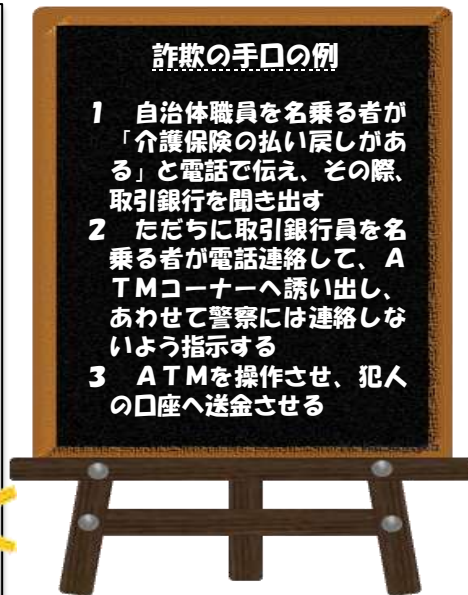 詐欺の手口の例
1　自治体職員を名乗る者が
「介護保険の払い戻しがあ
る」と電話で伝え、その際、
取引銀行を聞き出す
2　ただちに取引銀行員を名
乗る者が電話連絡して、Ａ
ＴＭコーナーへ誘い出し、
あわせて警察には連絡しな
いよう指示する
3　ＡＴＭを操作させ、犯人
の口座へ送金させる